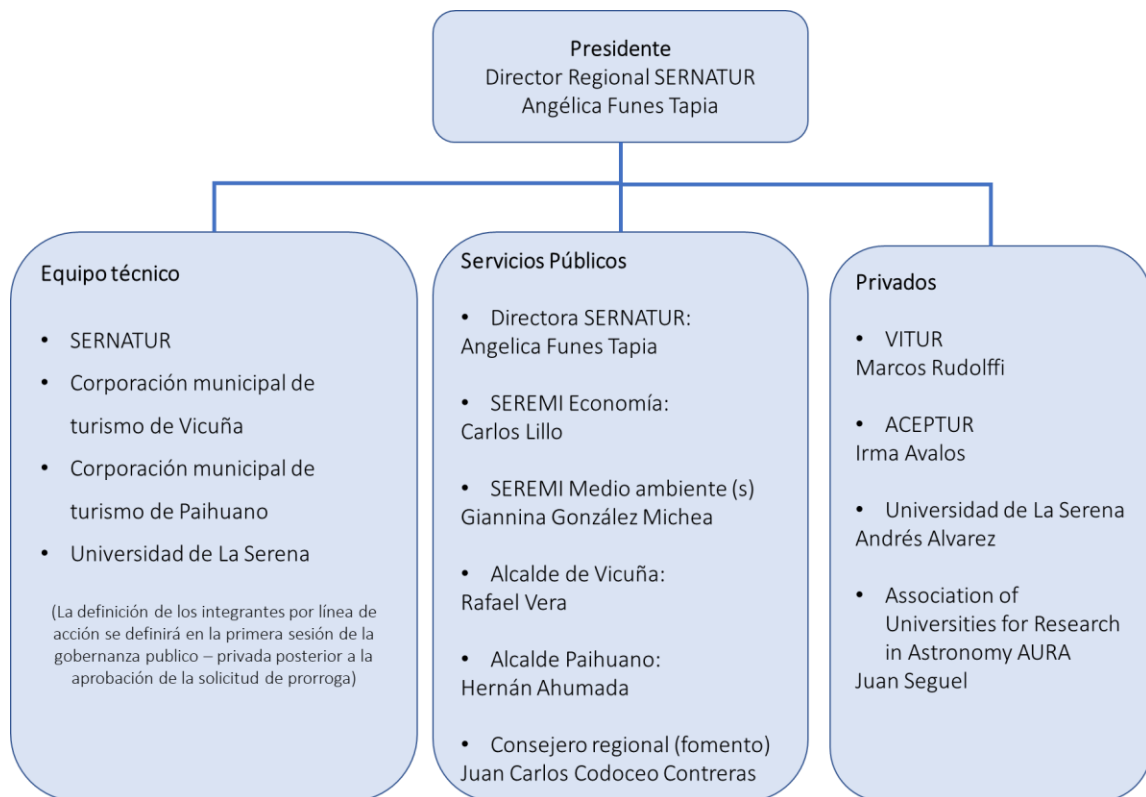 Presidente
Director Regional SERNATUR
Angélica Funes Tapia
Equipo técnico
• SERNATUR
• Corporación municipal de
turismo de Vicuña
• Corporación municipal de
turismo de Paihuano
• Universidad de La Serena
(La definición de los integrantes por línea de
acción se definirá en la primera sesión de la
gobernanza publico – privada posterior a la
aprobación de la solicitud de prorroga)
Servicios Públicos
• Directora SERNATUR:
Angelica Funes Tapia
• SEREMI Economía:
Carlos Lillo
• SEREMI Medio ambiente (s)
Giannina González Michea
• Alcalde de Vicuña:
Rafael Vera
• Alcalde Paihuano:
Hernán Ahumada
• Consejero regional (fomento)
Juan Carlos Codoceo Contreras
Privados
• VITUR
Marcos Rudolffi
• ACEPTUR
Irma Avalos
• Universidad de La Serena
Andrés Alvarez
• Association of
Universities for Research
in Astronomy AURA
Juan Seguel